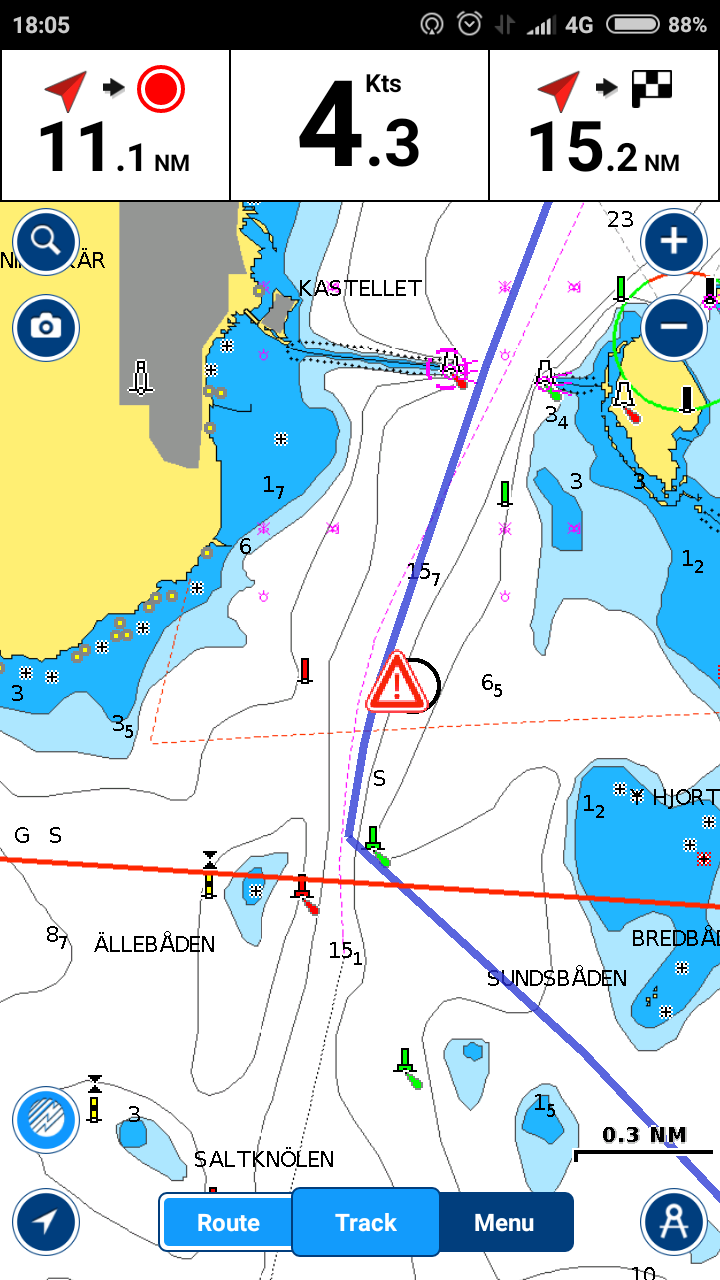 18:05 4G 88%
Kts
11.1 NM 4.3 15.2 NM
23
KASTELLET
3₄
3 3
1₇
6
1₂
15₇
6₅
3
3₅
S
1₂ HJORT
G S
8₇ ÄLLEBÅDEN
15₁
BREDBÅD
SUNDSBÅDEN
3
1₅
0.3 NM
SALTKNÖLEN
Route Track Menu
10